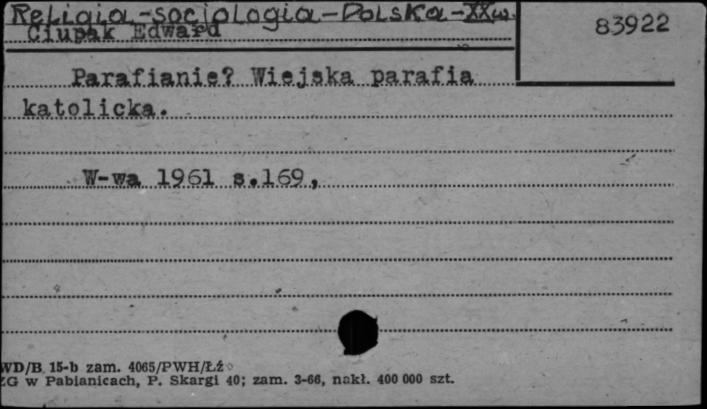 Religia-socjologia-Polska-XXw.
83922
Ciupak Edward
Parafianie? Wiejska parafia
katolicka.
W-wa 1961 s.169,
WD/B 15-b zam. 4065/PWH/Łź
ZG w Pabianicach, P. Skargi 40; zam. 3-66, nakł. 400 000 szt.